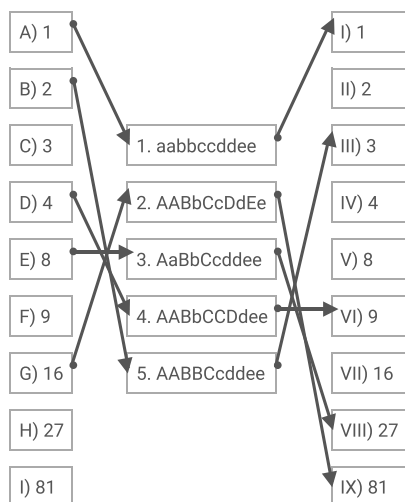 A) 1
B) 2
C) 3
D) 4
E) 8
F) 9
G) 16
H) 27
I) 81
1. aabbccddee
2. AABbCcDdEe
3. AaBbCcddee
4. AABbCCDdee
5. AABBCcddee
I) 1
II) 2
III) 3
IV) 4
V) 8
VI) 9
VII) 16
VIII) 27
IX) 81